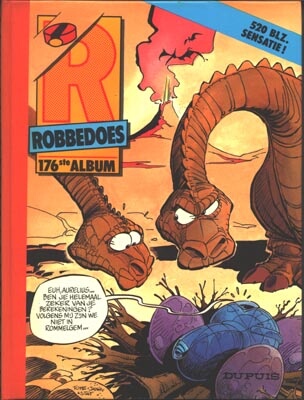 R
ROBBEDOES
176ste ALBUM
520 BLZ.
SENSATIE!
EUH, AURELIUS...
BEN JE HELEMAAL
ZEKER VAN JE
BEREKENINGEN?
VOLGENS MIJ ZIJN WE
NIET IN
ROMMELGEM...
DUPUIS